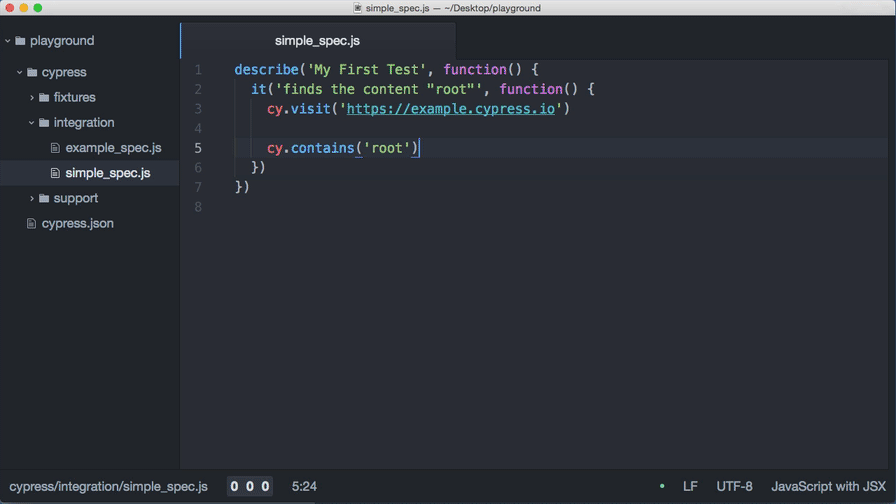 simple_spec.js — ~/Desktop/playground
playground
cypress
fixtures
integration
example_spec.js
simple_spec.js
support
cypress.json
simple_spec.js
1 describe('My First Test', function() {
2 it('finds the content "root"', function() {
3 cy.visit('https://example.cypress.io')
4
5 cy.contains('root')
6 })
7 })
8
cypress/integration/simple_spec.js 0 0 0 5:24 LF UTF-8 JavaScript with JSX